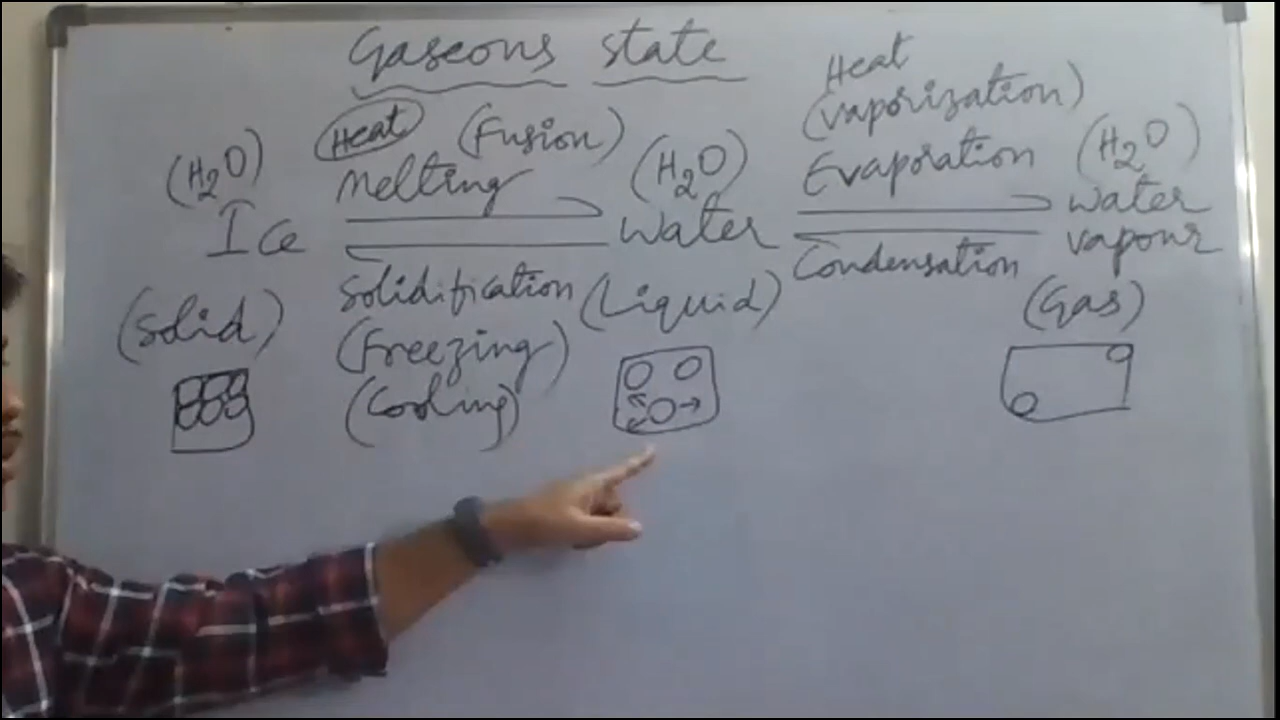 Gaseous state
Heat
(Vaporization)
Heat (Fusion)
(H2O) Melting (H2O) Evaporation (H2O)
Ice Water Water
vapour
Solidification Condensation
(Solid) (Liquid) (Gas)
(Freezing)
(Cooling)